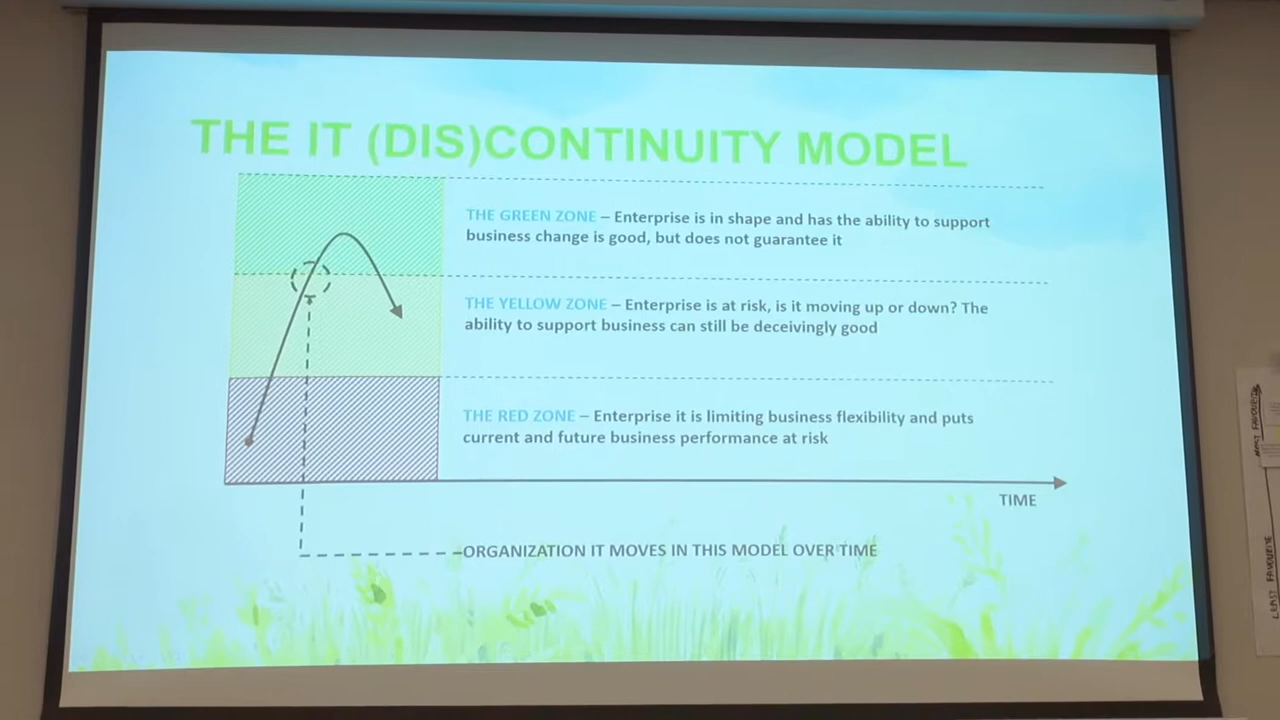 THE IT (DIS)CONTINUITY MODEL
THE GREEN ZONE – Enterprise is in shape and has the ability to support
business change is good, but does not guarantee it
THE YELLOW ZONE – Enterprise is at risk, is it moving up or down? The
ability to support business can still be deceivingly good
THE RED ZONE – Enterprise it is limiting business flexibility and puts
current and future business performance at risk
TIME
ORGANIZATION IT MOVES IN THIS MODEL OVER TIME
MOST FAVOURITE
LEAST FAVOURITE